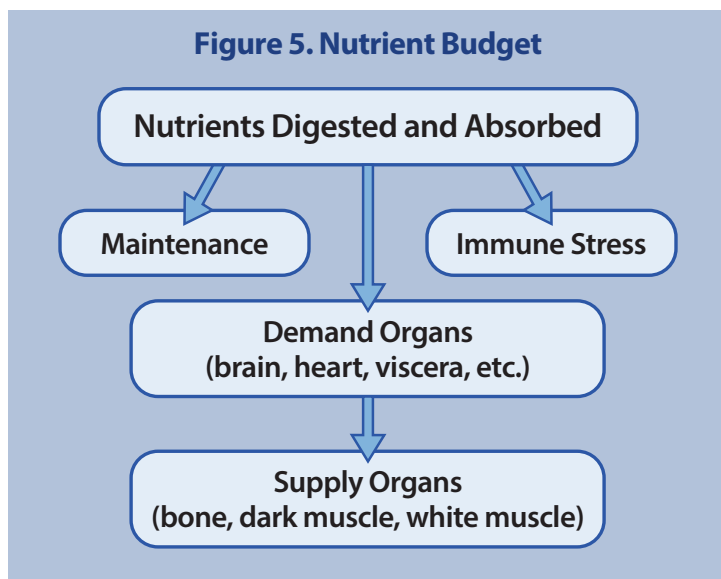 Figure 5. Nutrient Budget
Nutrients Digested and Absorbed
Maintenance
Immune Stress
Demand Organs
(brain, heart, viscera, etc.)
Supply Organs
(bone, dark muscle, white muscle)